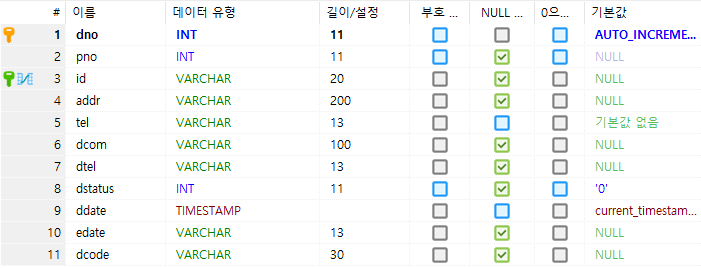 # 이름 데이터 유형 길이/설정 부호 ... NULL ... 0으... 기본값
1 dno INT 11 AUTO_INCREME...
2 pno INT 11 NULL
3 id VARCHAR 20 NULL
4 addr VARCHAR 200 NULL
5 tel VARCHAR 13 기본값 없음
6 dcom VARCHAR 100 NULL
7 dtel VARCHAR 13 NULL
8 dstatus INT 11 '0'
9 ddate TIMESTAMP current_timestam...
10 edate VARCHAR 13 NULL
11 dcode VARCHAR 30 NULL